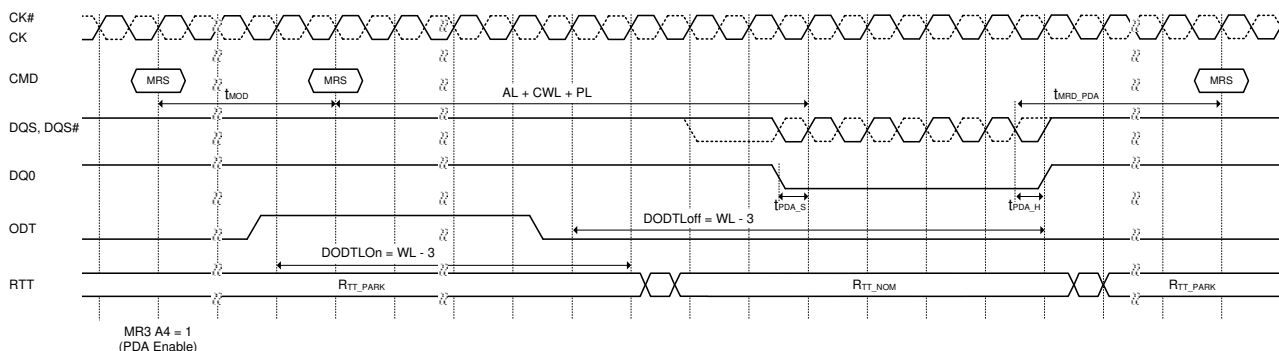 CK#
CK
CMD
MRS
MRS
MRS
tMOD
AL + CWL + PL
tMRD_PDA
DQS, DQS#
DQ0
tPDA_S
tPDA_H
ODT
DODTLoff = WL - 3
DODTLOn = WL - 3
RTT
RTT_PARK
RTT_NOM
RTT_PARK
MR3 A4 = 1
(PDA Enable)